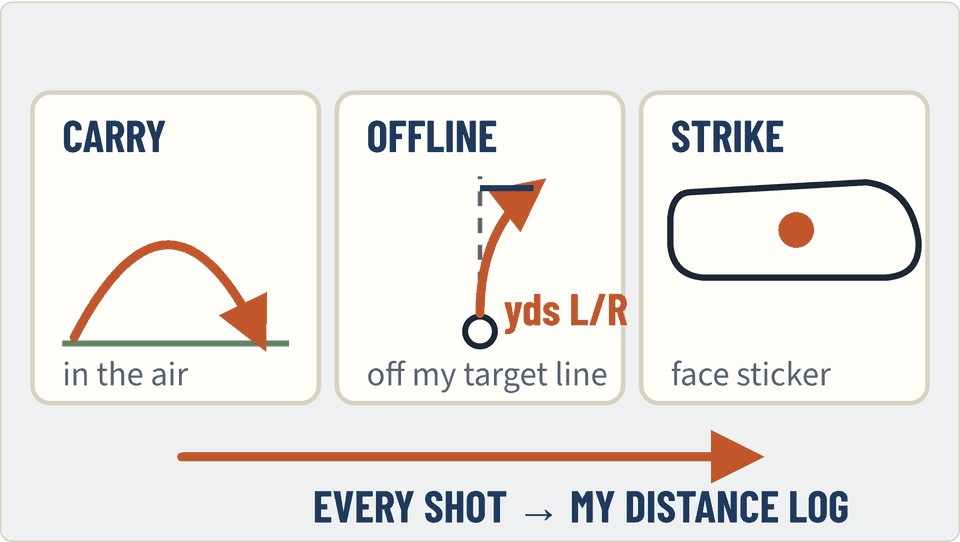 CARRY
in the air
OFFLINE
yds L/R
off my target line
STRIKE
face sticker
EVERY SHOT → MY DISTANCE LOG